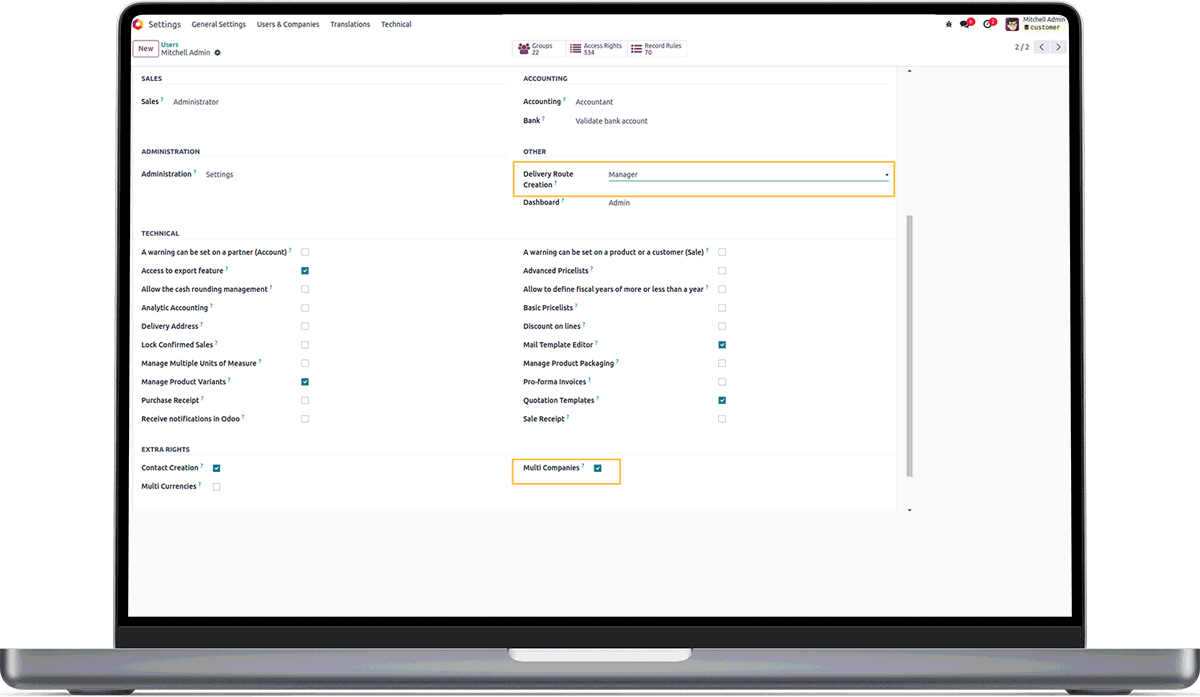 Settings General Settings Users & Companies Translations Technical
1 2 Mitchell Admin
customer
New Users
Mitchell Admin
Groups 22 Access Rights 534 Record Rules 70
2 / 2
SALES
Sales ? Administrator
ACCOUNTING
Accounting ? Accountant
Bank ? Validate bank account
ADMINISTRATION
Administration ? Settings
OTHER
Delivery Route
Creation ? Manager
Dashboard ? Admin
TECHNICAL
A warning can be set on a partner (Account) ? A warning can be set on a product or a customer (Sale) ?
Access to export feature ? Advanced Pricelists ?
Allow the cash rounding management ? Allow to define fiscal years of more or less than a year ?
Analytic Accounting ? Basic Pricelists ?
Delivery Address ? Discount on lines ?
Lock Confirmed Sales ? Mail Template Editor ?
Manage Multiple Units of Measure ? Manage Product Packaging ?
Manage Product Variants ? Pro-forma Invoices ?
Purchase Receipt ? Quotation Templates ?
Receive notifications in Odoo ? Sale Receipt ?
EXTRA RIGHTS
Contact Creation ? Multi Companies ?
Multi Currencies ?